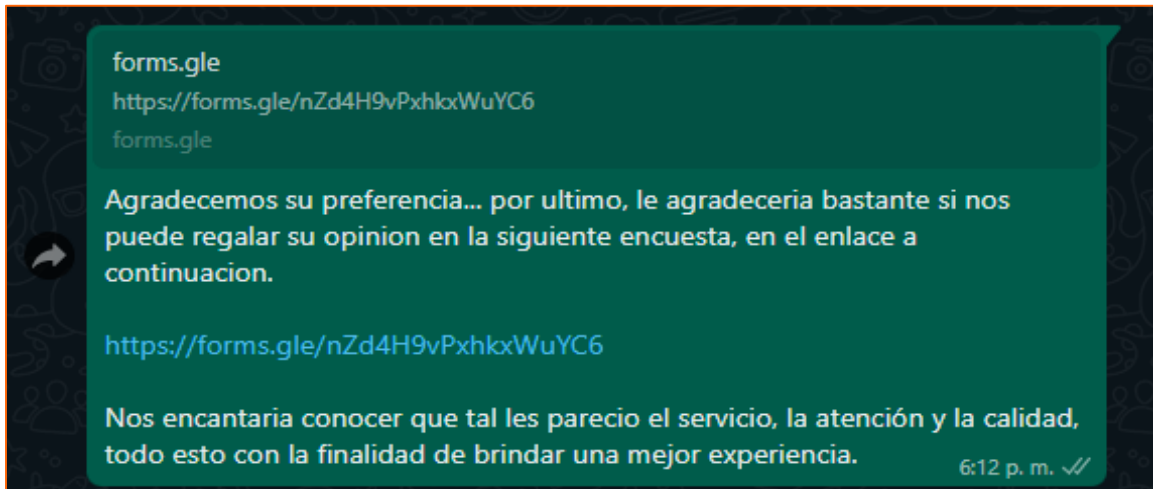 forms.gle
https://forms.gle/nZd4H9vPxhkxWuYC6
forms.gle
Agradecemos su preferencia... por ultimo, le agradeceria bastante si nos
puede regalar su opinion en la siguiente encuesta, en el enlace a
continuacion.
https://forms.gle/nZd4H9vPxhkxWuYC6
Nos encantaria conocer que tal les parecio el servicio, la atención y la calidad,
todo esto con la finalidad de brindar una mejor experiencia.
6:12 p. m.